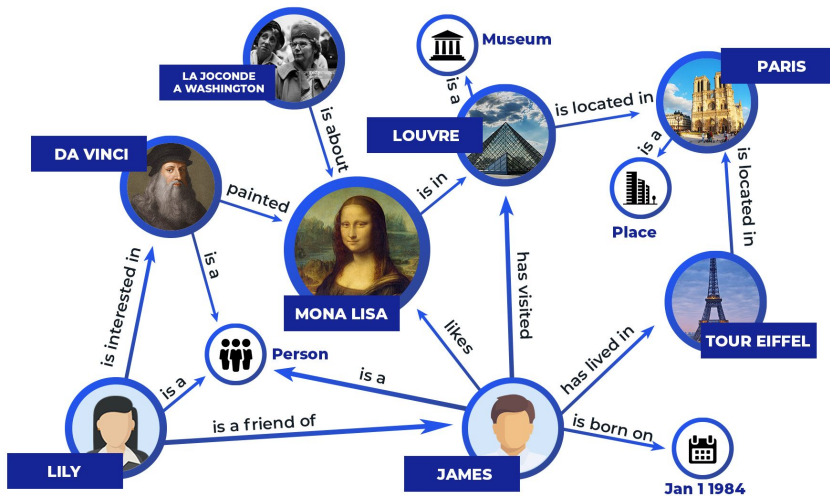 LA JOCONDE
A WASHINGTON
Museum
PARIS
is a
is located in
LOUVRE
is about
DA VINCI
is a
is located in
painted
is in
Place
is a
has visited
is interested in
MONA LISA
likes
TOUR EIFFEL
Person
has lived in
is a
is a
is a friend of
is born on
LILY
JAMES
Jan 1 1984